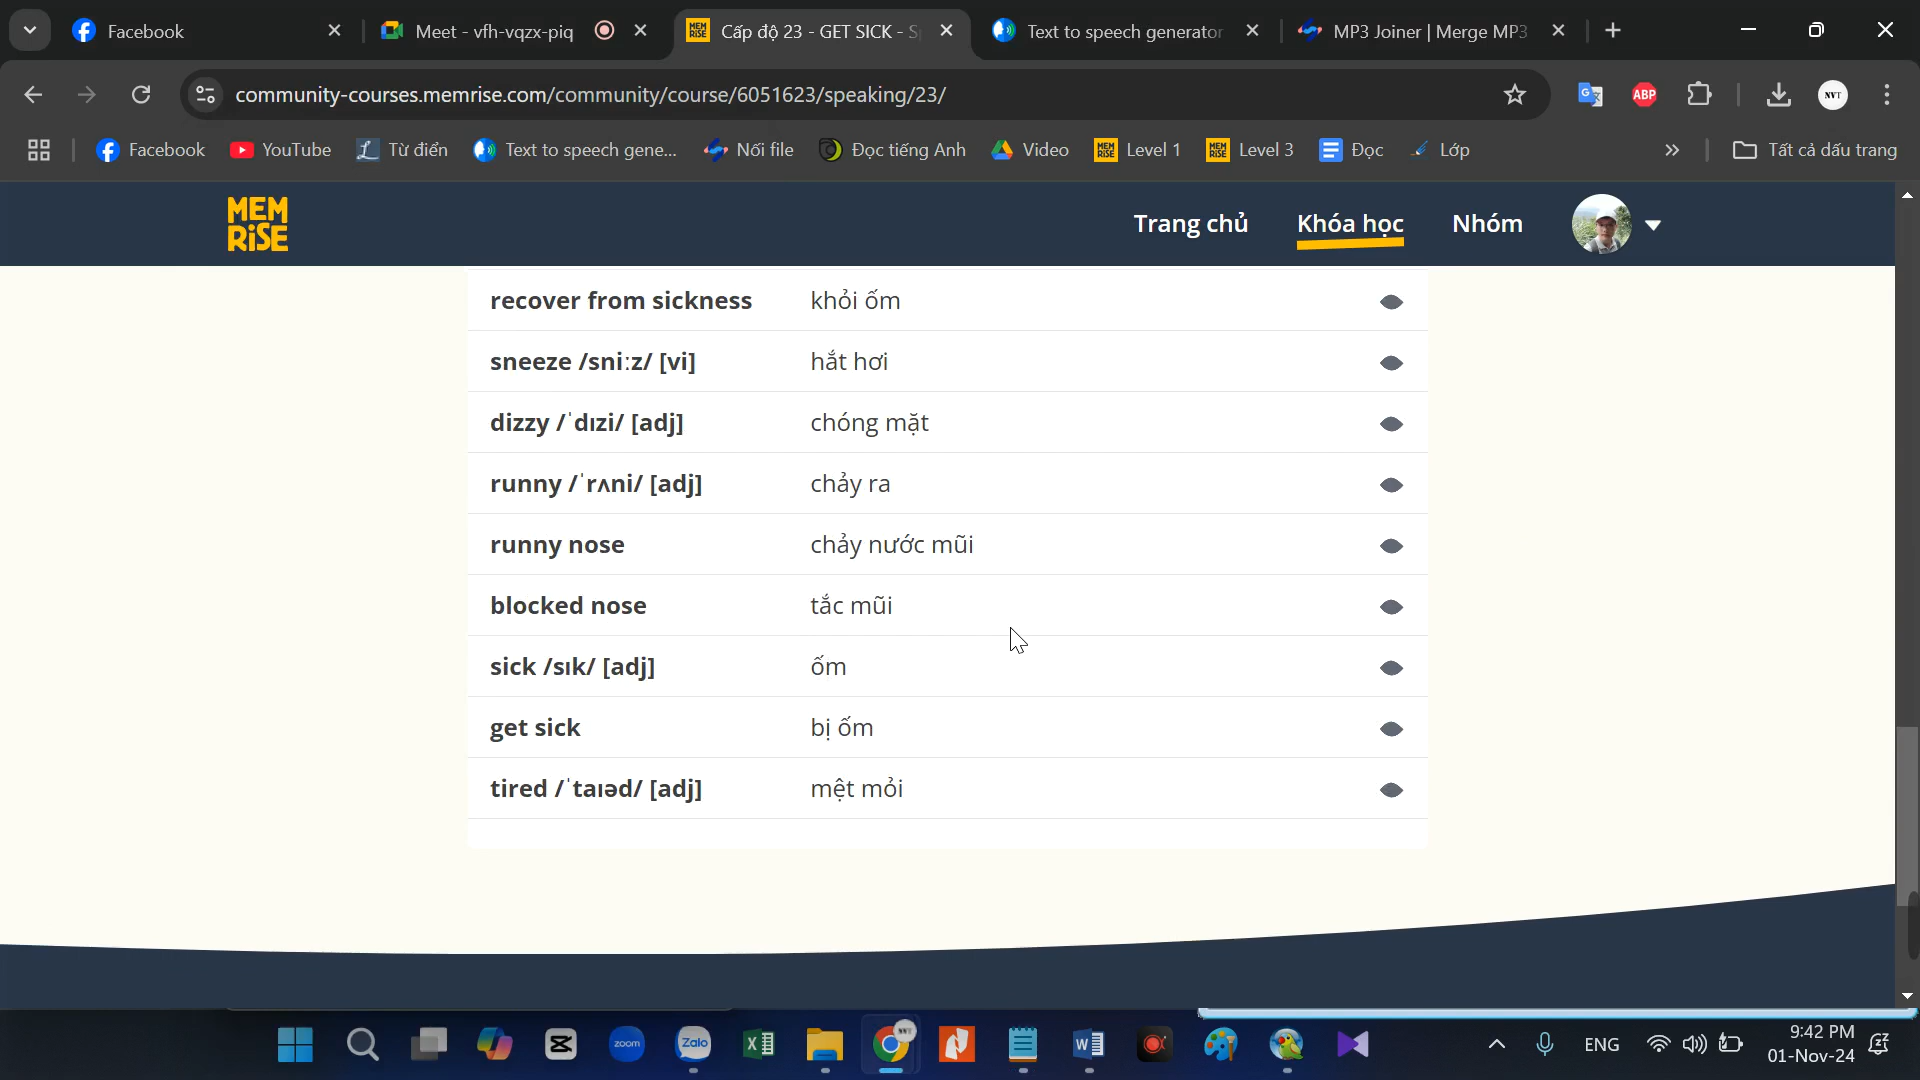 Facebook
Meet - vfh-vqzx-piq
Cấp độ 23 - GET SICK - S
Text to speech generator
MP3 Joiner | Merge MP3
community-courses.memrise.com/community/course/6051623/speaking/23/
ABP
NVT
Facebook
YouTube
Từ điển
Text to speech gene...
Nối file
Đọc tiếng Anh
Video
Level 1
Level 3
Đọc
Lớp
Tất cả dấu trang
MEM
RiSE
Trang chủ
Khóa học
Nhóm
recover from sickness khỏi ốm
sneeze /sniːz/ [vi] hắt hơi
dizzy /ˈdɪzi/ [adj] chóng mặt
runny /ˈrʌni/ [adj] chảy ra
runny nose chảy nước mũi
blocked nose tắc mũi
sick /sɪk/ [adj] ốm
get sick bị ốm
tired /ˈtaɪəd/ [adj] mệt mỏi
zoom
Zalo
NVT
ENG
9:42 PM
01-Nov-24